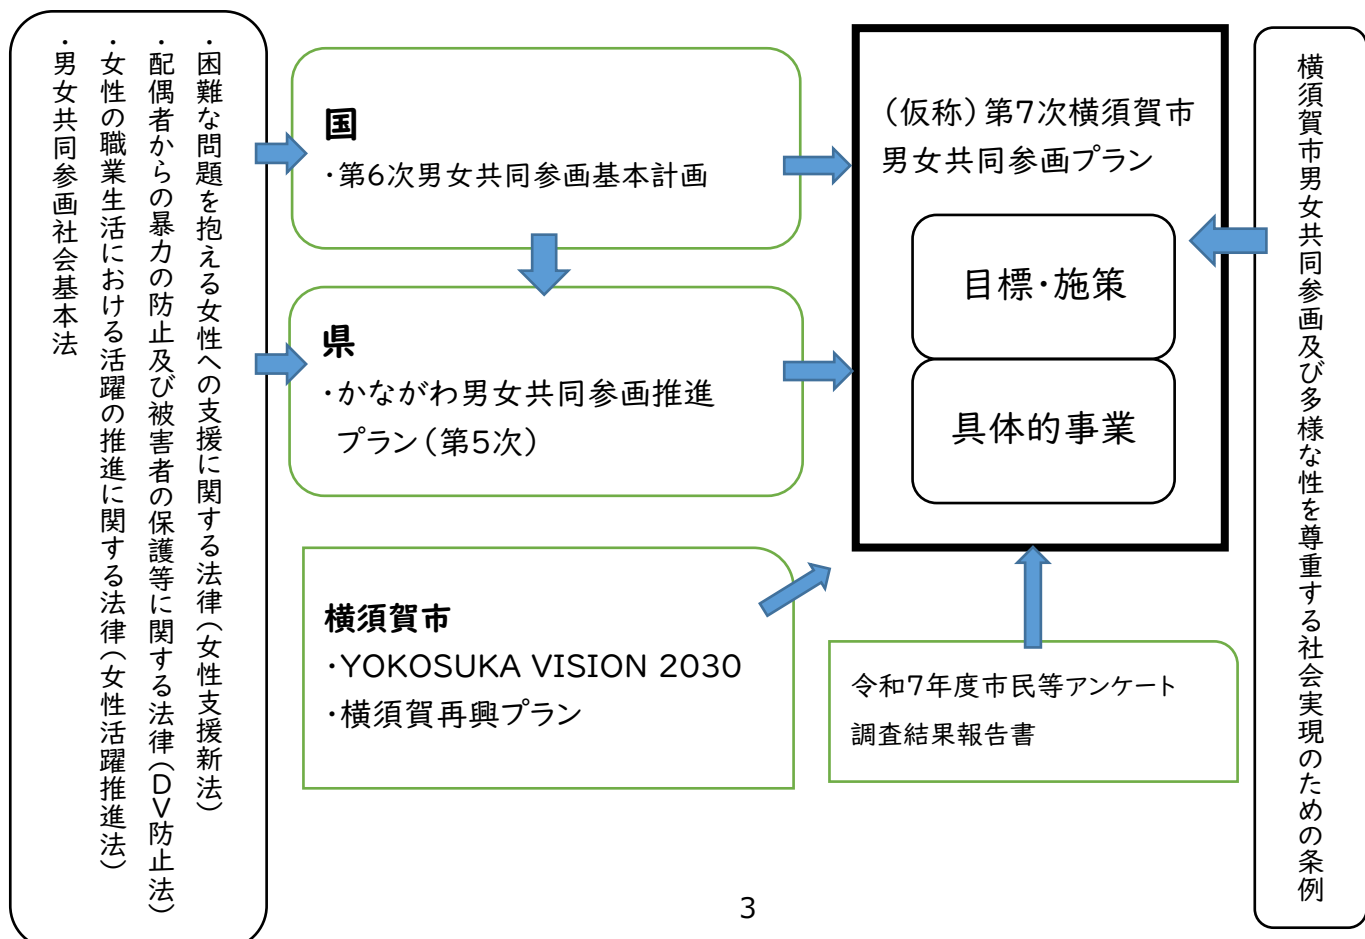 ・男女共同参画社会基本法
・女性の職業生活における活躍の推進に関する法律（女性活躍推進法）
・配偶者からの暴力の防止及び被害者の保護等に関する法律（DV防止法）
・困難な問題を抱える女性への支援に関する法律（女性支援新法）
国
・第6次男女共同参画基本計画
県
・かながわ男女共同参画推進
プラン（第5次）
横須賀市
・YOKOSUKA VISION 2030
・横須賀再興プラン
（仮称）第7次横須賀市
男女共同参画プラン
目標・施策
具体的事業
令和7年度市民等アンケート
調査結果報告書
横須賀市男女共同参画及び多様な性を尊重する社会実現のための条例
3